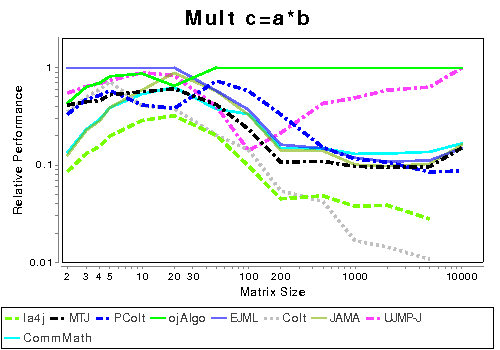 Mult c=a*b
Relative Performance
1
0.1
0.01
2 3 4 5 10 20 30 50 100 200 1000 10000
Matrix Size
la4j MTJ PColt ojAlgo EJML Colt JAMA UJMP-J
CommMath